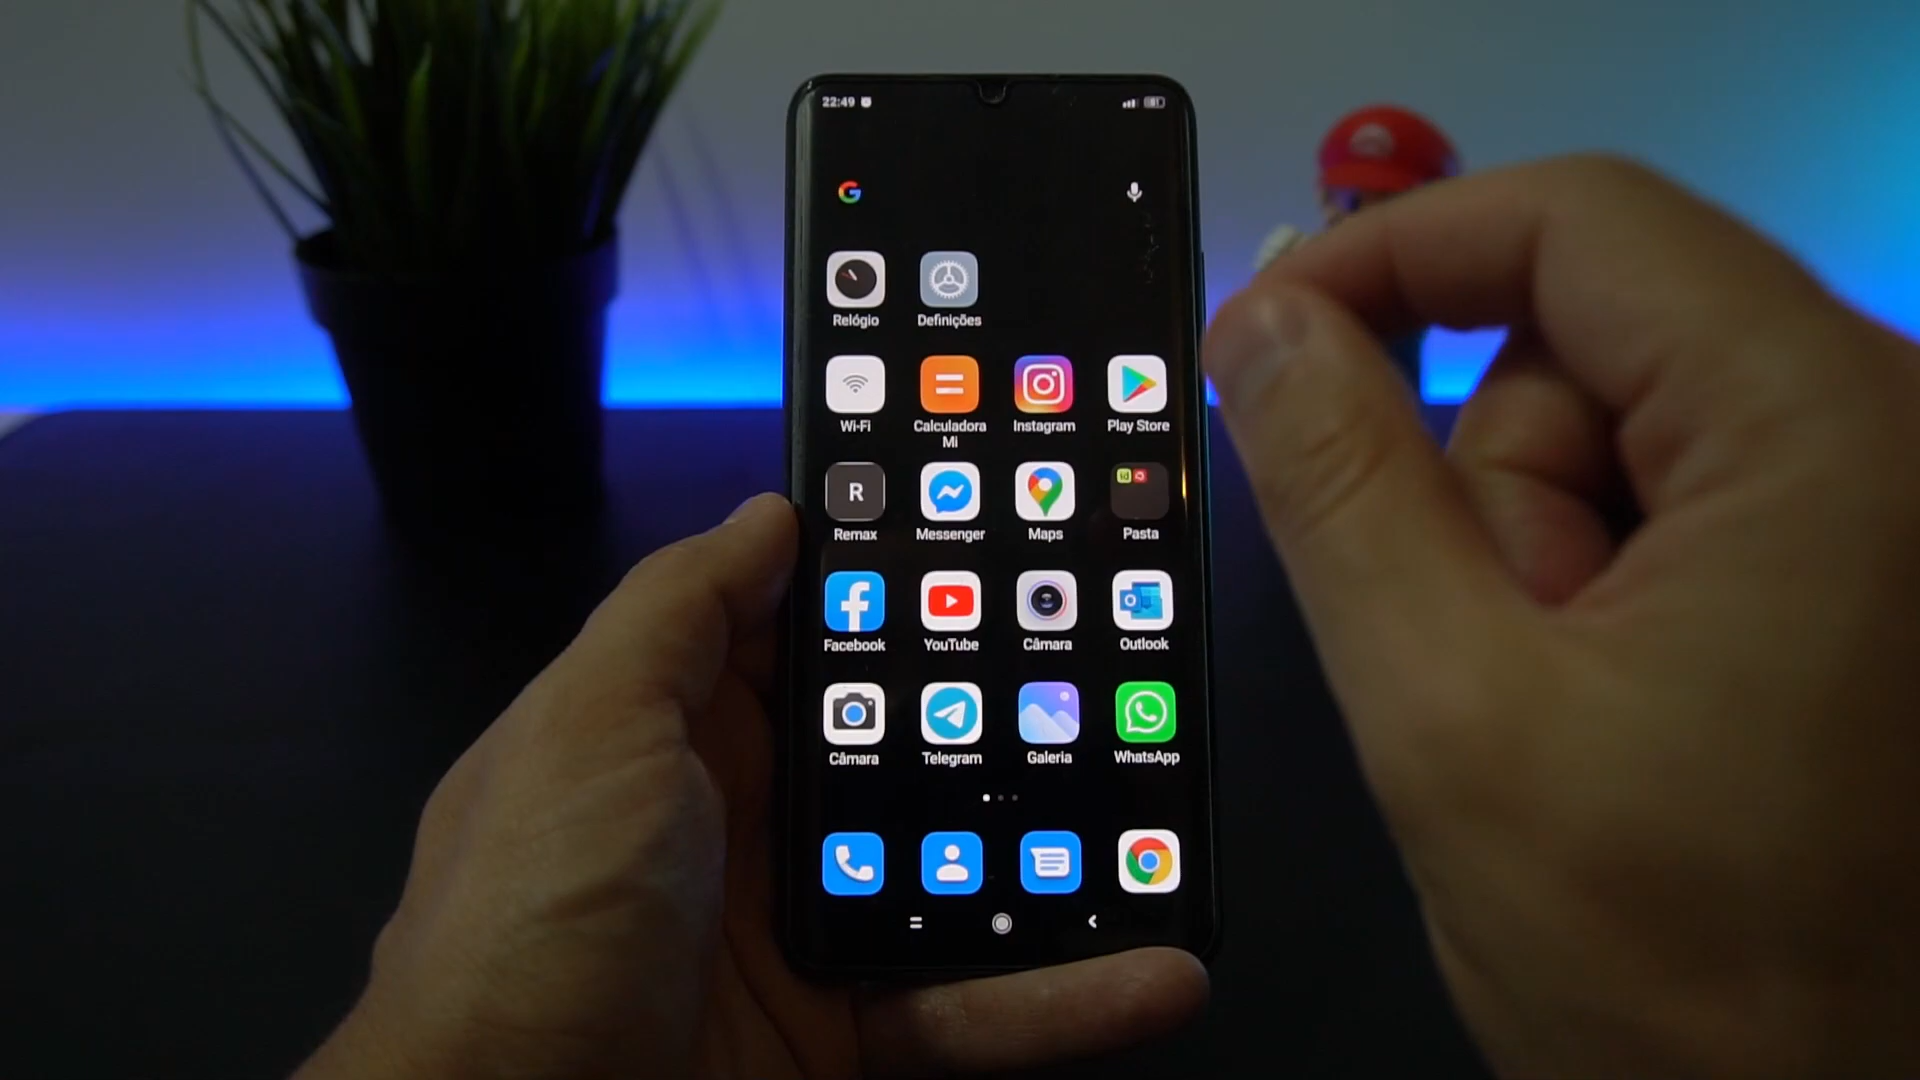 22:49
Relógio Definições
Wi-Fi Calculadora Instagram Play Store
Mi
R
id
Remax Messenger Maps Pasta
Facebook YouTube Câmara Outlook
Câmara Telegram Galeria WhatsApp